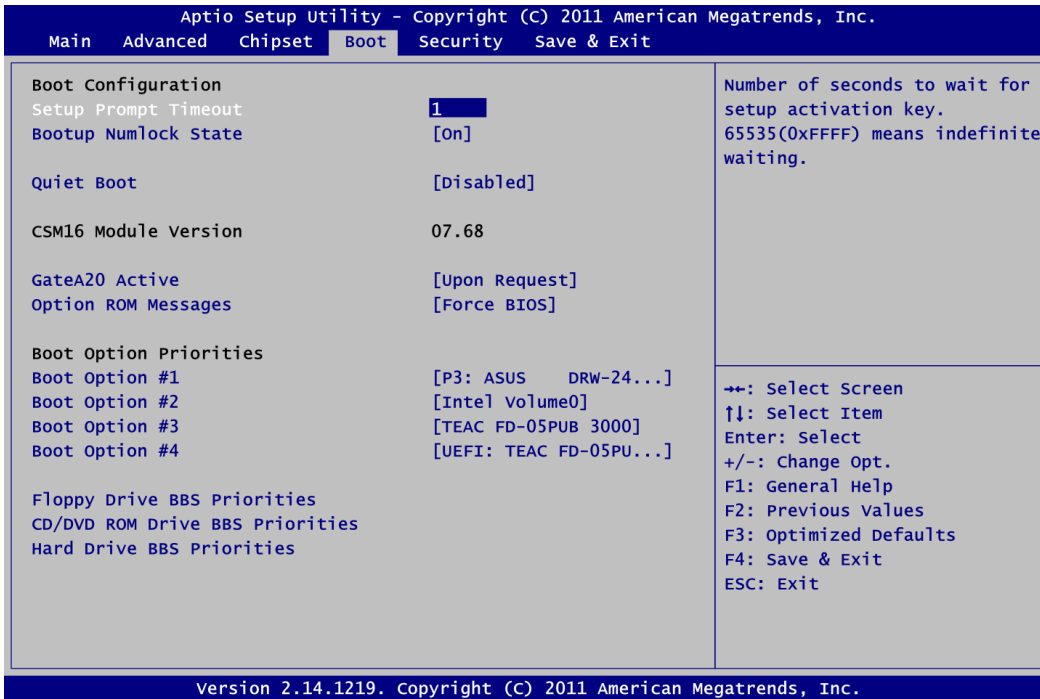 Aptio Setup Utility - Copyright (C) 2011 American Megatrends, Inc.
Main Advanced Chipset Boot Security Save & Exit
Boot Configuration
Setup Prompt Timeout 1
Bootup Numlock State [On]
Quiet Boot [Disabled]
CSM16 Module Version 07.68
GateA20 Active [Upon Request]
Option ROM Messages [Force BIOS]
Boot Option Priorities
Boot Option #1 [P3: ASUS DRW-24...]
Boot Option #2 [Intel Volume0]
Boot Option #3 [TEAC FD-05PUB 3000]
Boot Option #4 [UEFI: TEAC FD-05PU...]
Floppy Drive BBS Priorities
CD/DVD ROM Drive BBS Priorities
Hard Drive BBS Priorities
Number of seconds to wait for
setup activation key.
65535(0xFFFF) means indefinite
waiting.
→←: Select Screen
↑↓: Select Item
Enter: Select
+/-: Change Opt.
F1: General Help
F2: Previous Values
F3: Optimized Defaults
F4: Save & Exit
ESC: Exit
Version 2.14.1219. Copyright (C) 2011 American Megatrends, Inc.